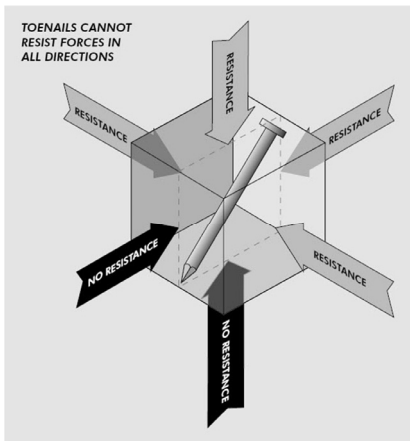 TOENAILS CANNOT
RESIST FORCES IN
ALL DIRECTIONS
RESISTANCE
RESISTANCE
RESISTANCE
NO RESISTANCE
RESISTANCE
NO RESISTANCE